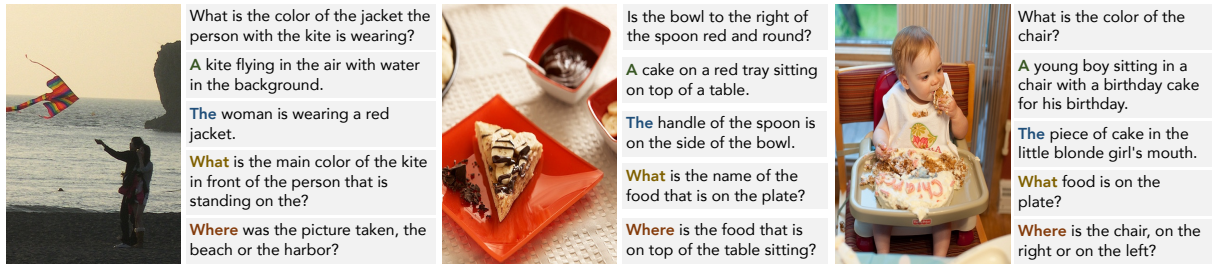 What is the color of the jacket the
person with the kite is wearing?
A kite flying in the air with water
in the background.
The woman is wearing a red
jacket.
What is the main color of the kite
in front of the person that is
standing on the?
Where was the picture taken, the
beach or the harbor?
Is the bowl to the right of
the spoon red and round?
A cake on a red tray sitting
on top of a table.
The handle of the spoon is
on the side of the bowl.
What is the name of the
food that is on the plate?
Where is the food that is
on top of the table sitting?
What is the color of the
chair?
A young boy sitting in a
chair with a birthday cake
for his birthday.
The piece of cake in the
little blonde girl's mouth.
What food is on the
plate?
Where is the chair, on the
right or on the left?